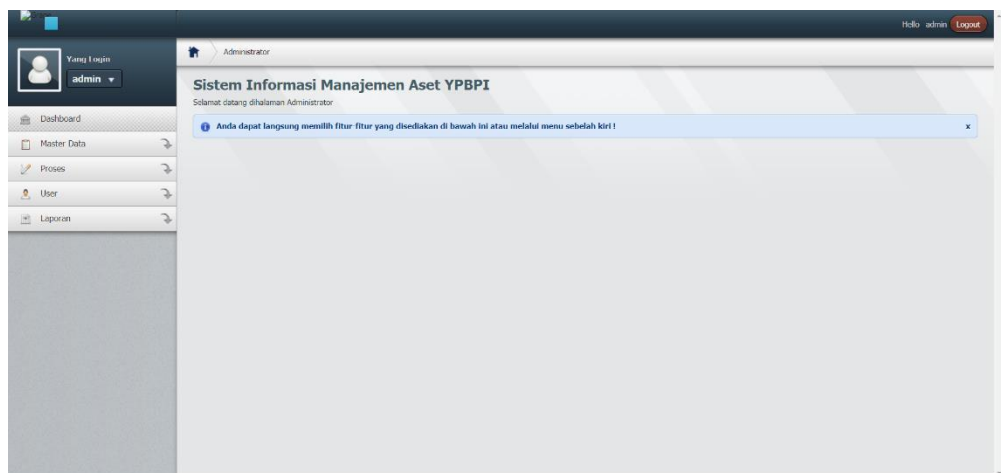 Hello admin Logout
Yang Login
admin
Administrator
Sistem Informasi Manajemen Aset YPBPI
Selamat datang dihalaman Administrator
Anda dapat langsung memilih fitur fitur yang disediakan di bawah ini atau melalui menu sebelah kiri !
x
Dashboard
Master Data
Proses
User
Laporan